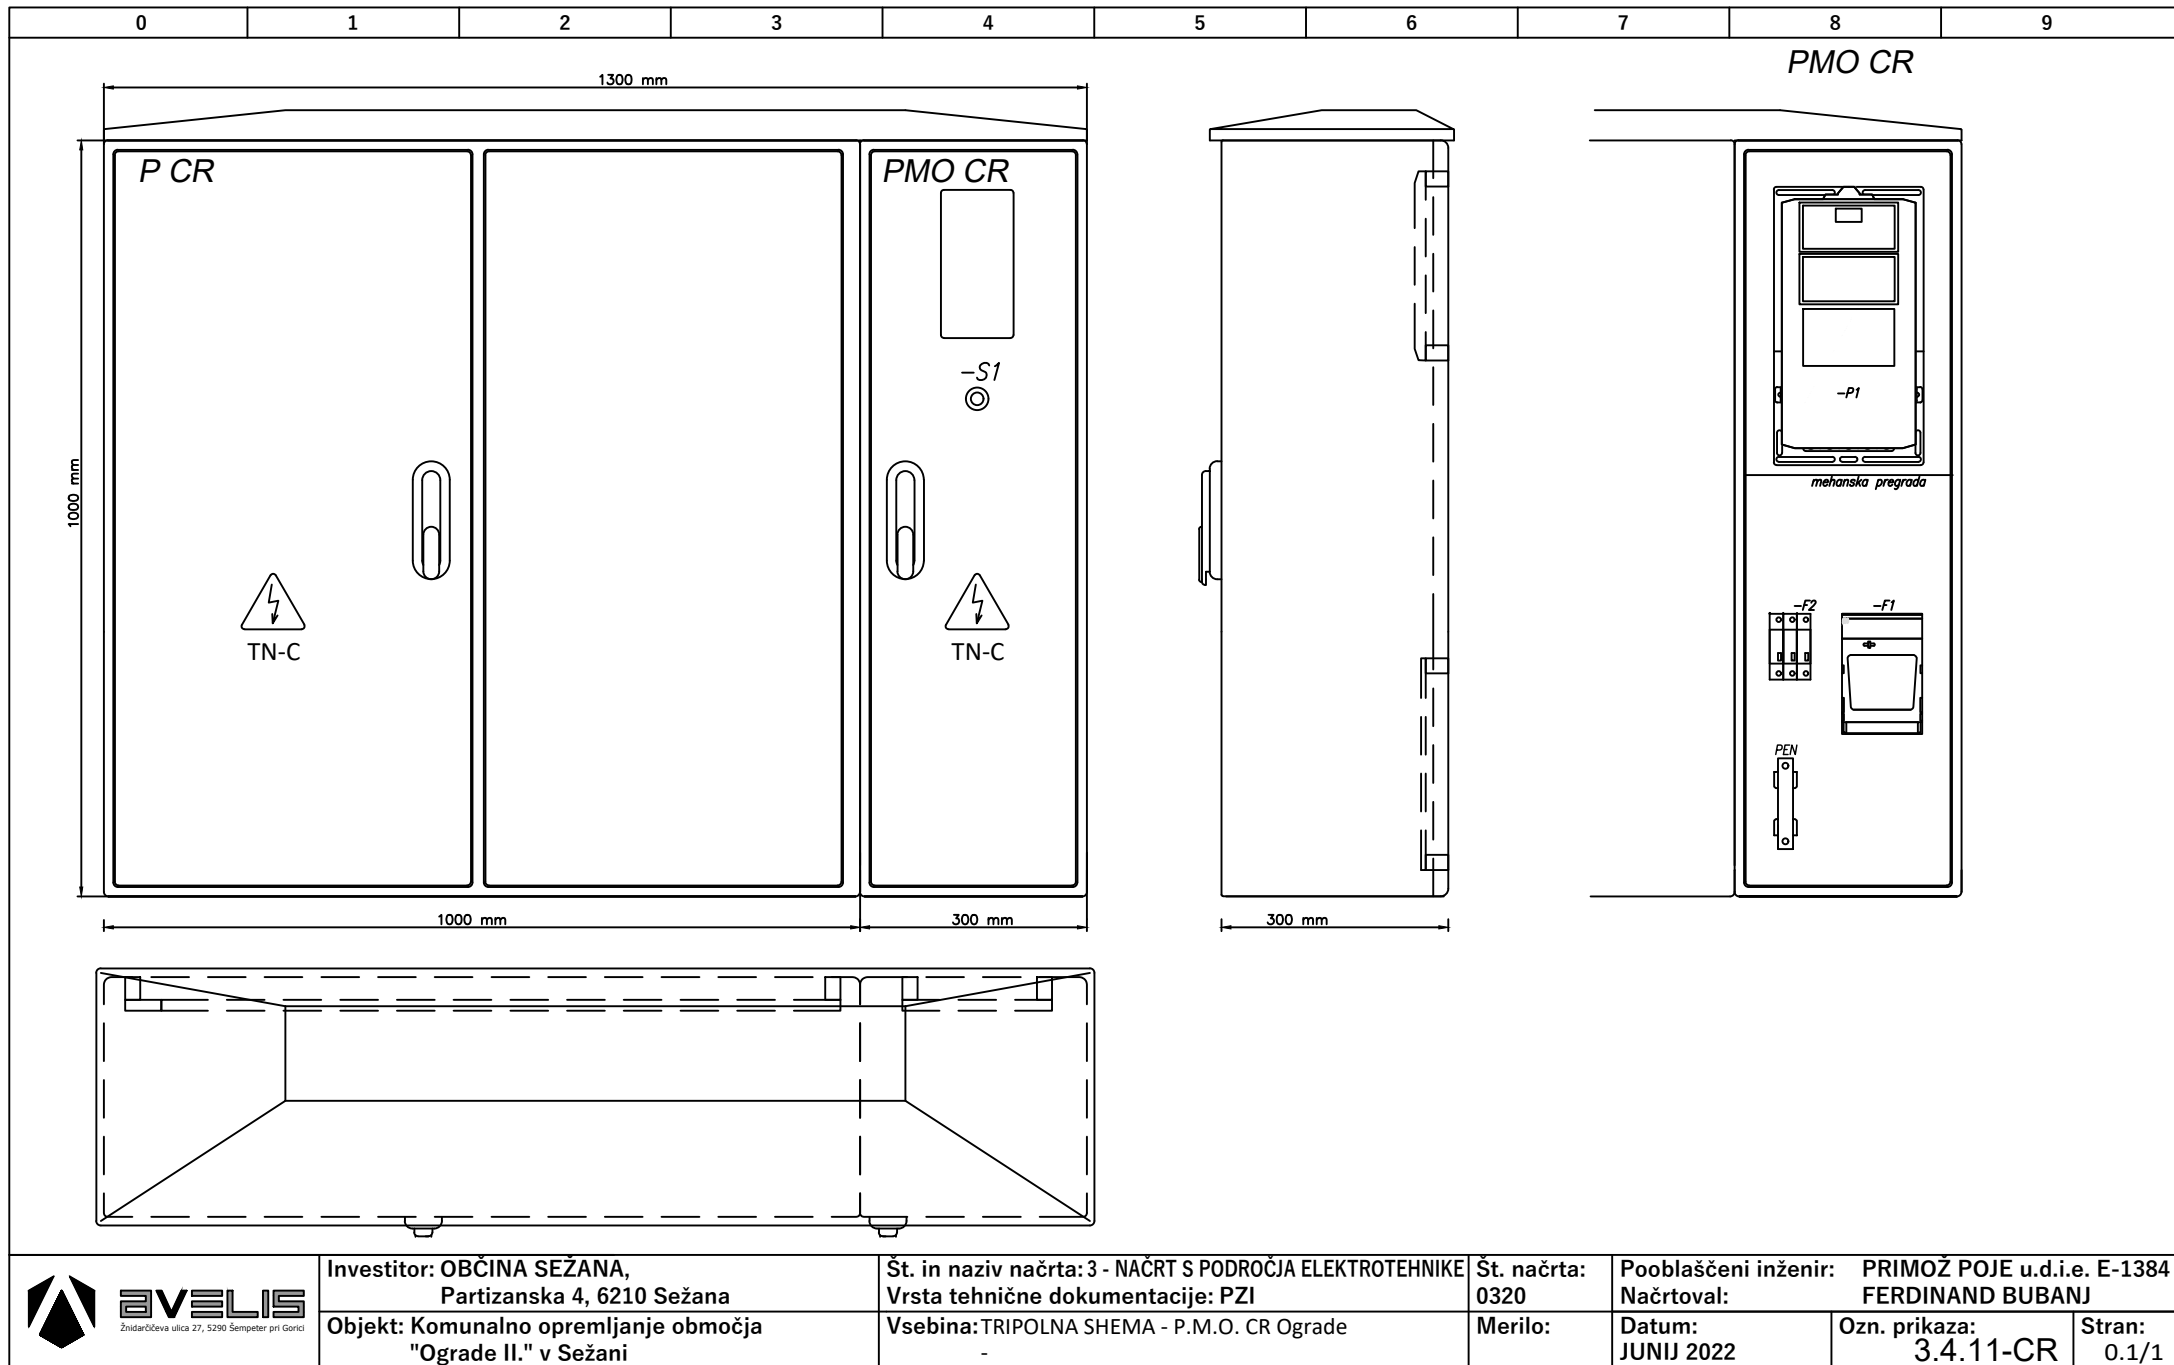 0 1 2 3 4 5 6 7 8 9
PMO CR
1300 mm
P CR
PMO CR
-S1
-P1
mehanska pregrada
1000 mm
-F2
-F1
TN-C
TN-C
PEN
1000 mm
300 mm
300 mm
AVELIS
Žnidarčičeva ulica 27, 5290 Šempeter pri Gorici
Investitor: OBČINA SEŽANA,
Partizanska 4, 6210 Sežana
Objekt: Komunalno opremljanje območja
"Ograde II." v Sežani
Št. in naziv načrta: 3 - NAČRT S PODROČJA ELEKTROTEHNIKE
Vrsta tehnične dokumentacije: PZI
Vsebina: TRIPOLNA SHEMA - P.M.O. CR Ograde
-
Št. načrta:
0320
Merilo:
Pooblaščeni inženir: PRIMOŽ POJE u.d.i.e. E-1384
Načrtoval: FERDINAND BUBANJ
Datum:
JUNIJ 2022
Ozn. prikaza:
3.4.11-CR
Stran:
0.1/1